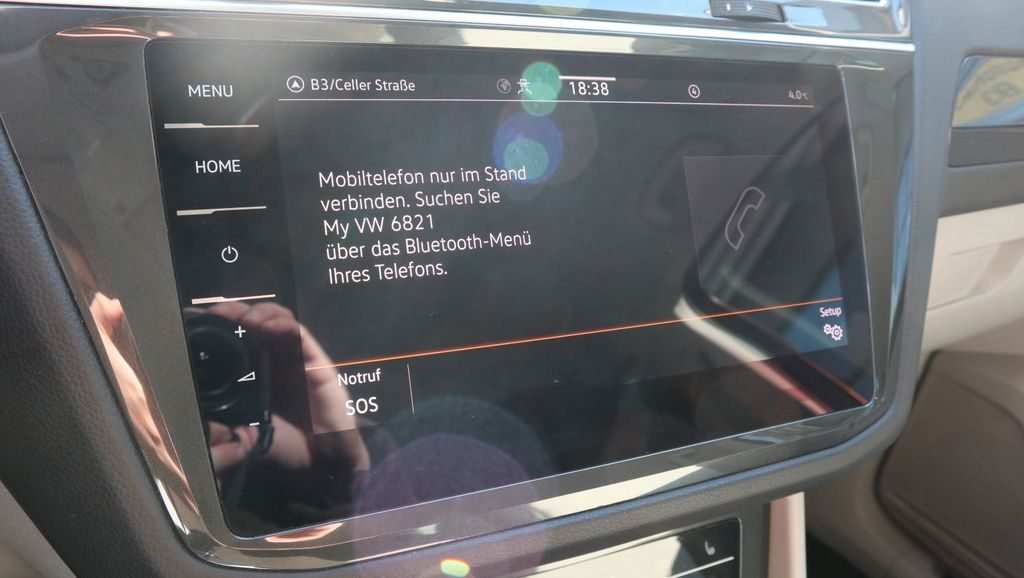 MENU
HOME
+
-
B3/Celler Straße
18:38
4.0°C
Mobiltelefon nur im Stand
verbinden. Suchen Sie
My VW 6821
über das Bluetooth-Menü
Ihres Telefons.
Setup
Notruf
SOS